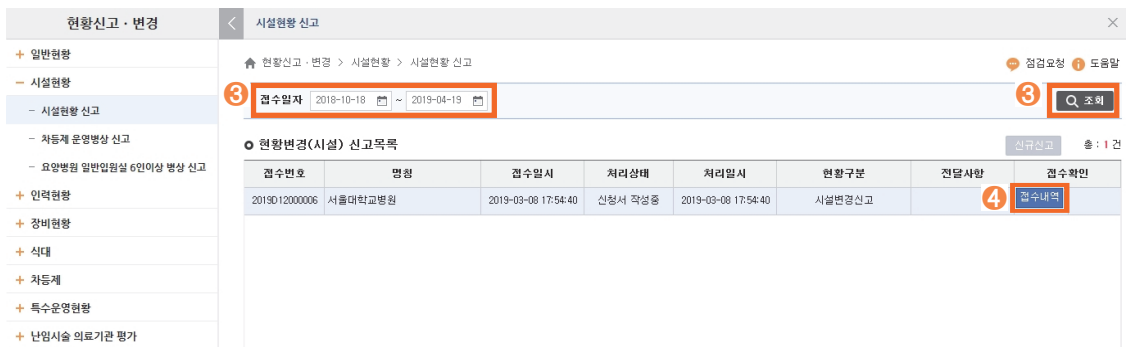 현황신고 · 변경
시설현황 신고
+ 일반현황
현황신고 · 변경 > 시설현황 > 시설현황 신고
점검요청 도움말
− 시설현황
− 시설현황 신고
3 접수일자 2018-10-18 ~ 2019-04-19 3 조회
− 차등제 운영병상 신고
현황변경(시설) 신고목록 신규신고 총 : 1 건
− 요양병원 일반입원실 6인이상 병상 신고
접수번호 명칭 접수일시 처리상태 처리일시 현황구분 전달사항 접수확인
+ 인력현황
2019D12000006 서울대학교병원 2019-03-08 17:54:40 신청서 작성중 2019-03-08 17:54:40 시설변경신고 4 접수내역
+ 장비현황
+ 식대
+ 차등제
+ 특수운영현황
+ 난임시술 의료기관 평가